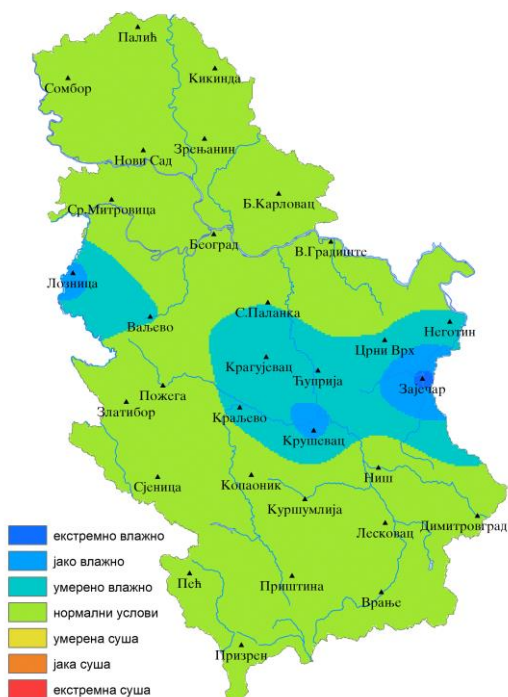 Палић
Кикинда
Сомбор
Зрењанин
Нови Сад
Б.Карловац
Ср.Митровица
Београд
В.Градиште
Лозница
С.Паланка
Ваљево
Неготин
Црни Врх
Крагујевац
Ћуприја
Зајечар
Пожега
Златибор
Краљево
Крушевац
Ниш
Сјеница
Копаоник
Куршумлија
Димитровград
Лесковац
Пећ
Приштина
Врање
Призрен
екстремно влажно
јако влажно
умерено влажно
нормални услови
умерена суша
јака суша
екстремна суша